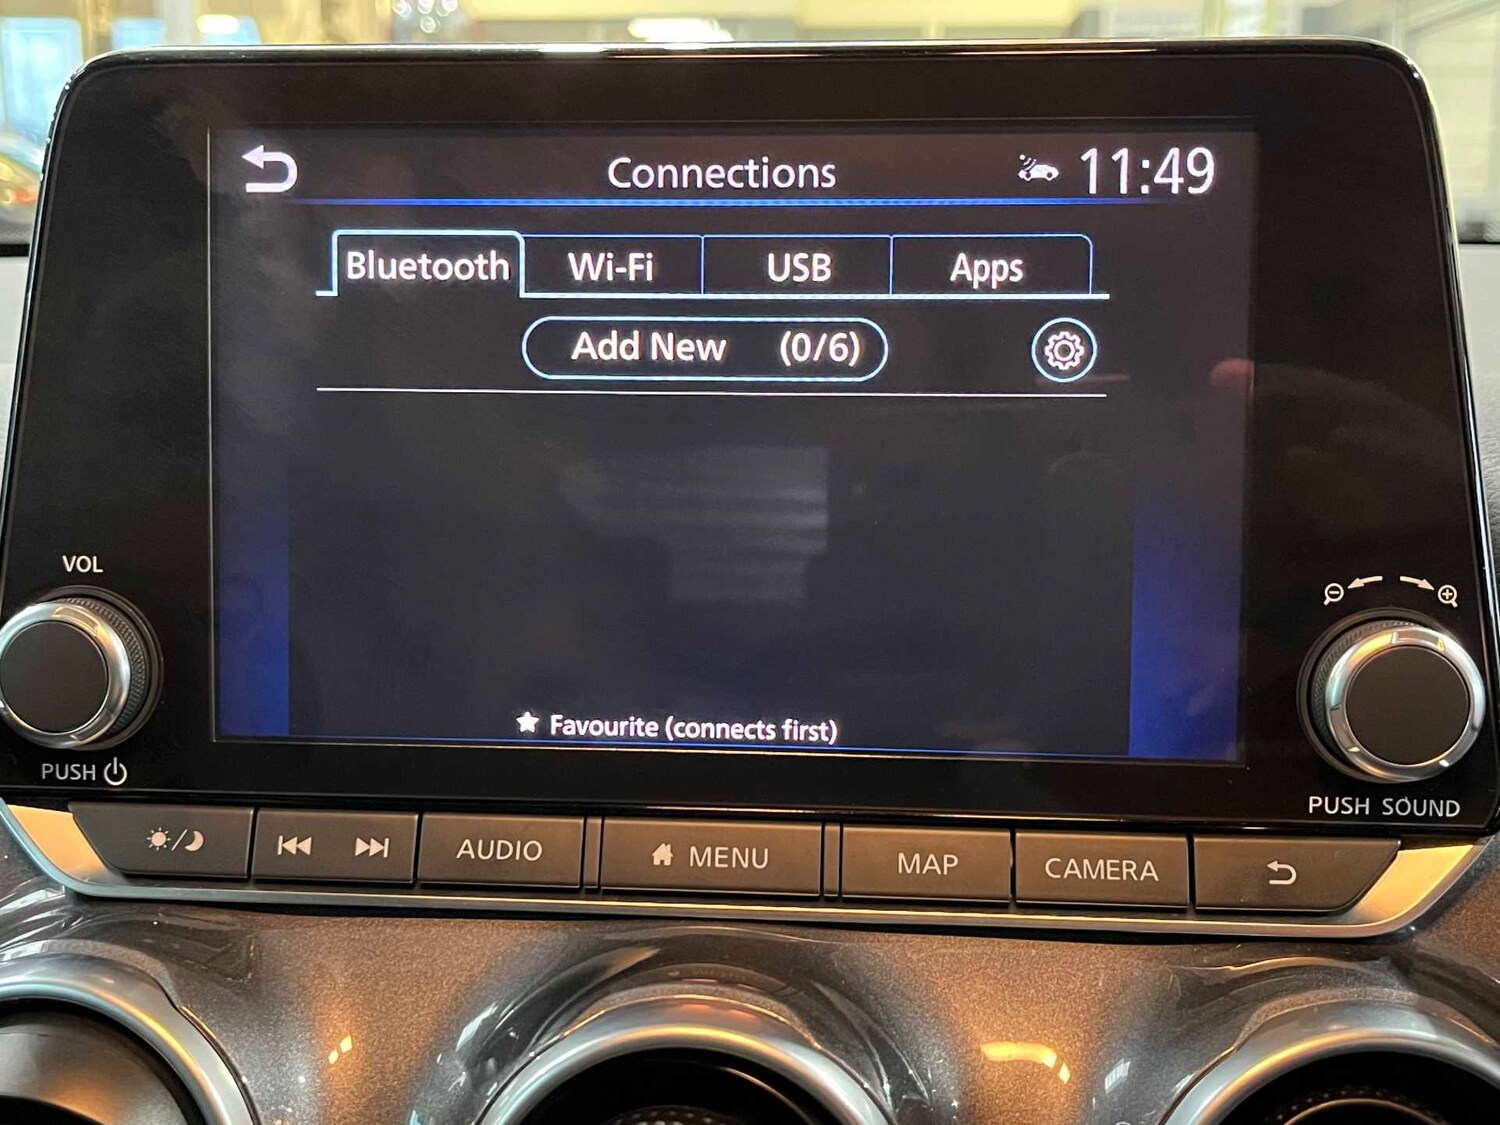 Connections 11:49
Bluetooth Wi-Fi USB Apps
Add New (0/6)
★ Favourite (connects first)
VOL
PUSH
PUSH SOUND
AUDIO MENU MAP CAMERA